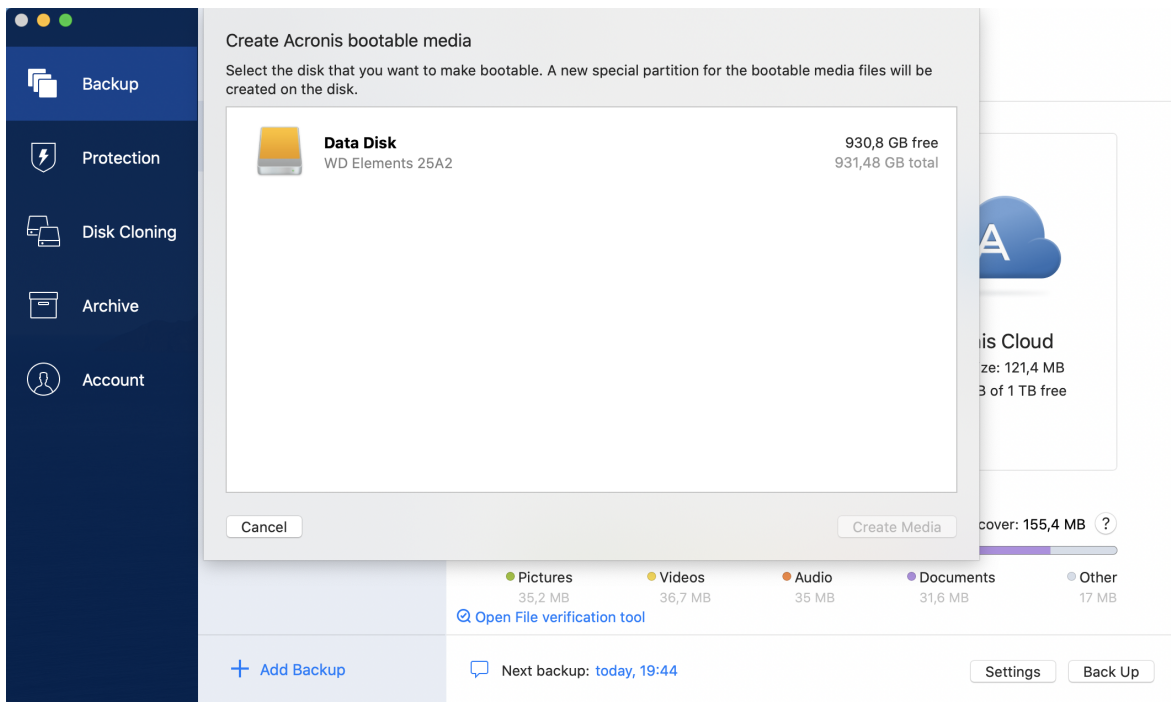 Create Acronis bootable media
Select the disk that you want to make bootable. A new special partition for the bootable media files will be
created on the disk.
Data Disk
WD Elements 25A2
930,8 GB free
931,48 GB total
Cancel
Create Media
Backup
Protection
Disk Cloning
Archive
Account
A
is Cloud
ze: 121,4 MB
B of 1 TB free
cover: 155,4 MB ?
Pictures
35,2 MB
Videos
36,7 MB
Audio
35 MB
Documents
31,6 MB
Other
17 MB
Open File verification tool
Add Backup
Next backup: today, 19:44
Settings
Back Up